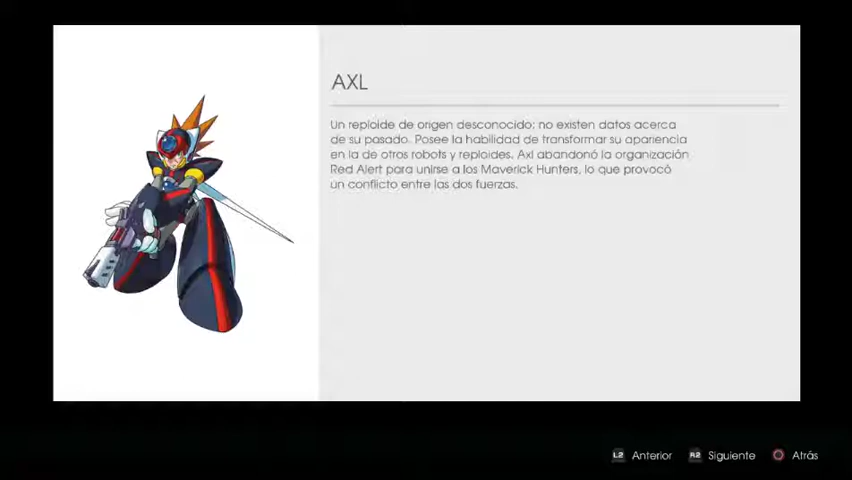 AXL
Un reploide de origen desconocido: no existen datos acerca
de su pasado. Posee la habilidad de transformar su apariencia
en la de otros robots y reploides. Axl abandonó la organización
Red Alert para unirse a los Maverick Hunters, lo que provocó
un conflicto entre las dos fuerzas.
L2 Anterior R2 Siguiente Atrás